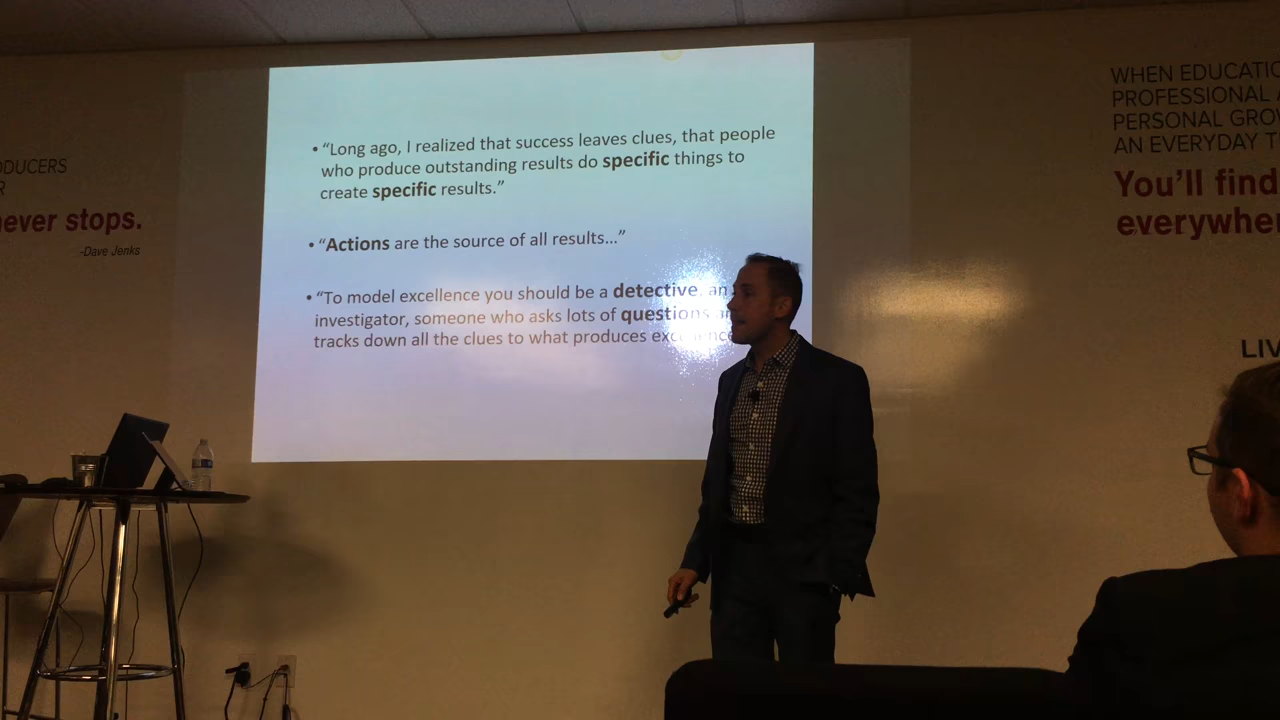 • “Long ago, I realized that success leaves clues, that people
who produce outstanding results do specific things to
create specific results.”
• “Actions are the source of all results…”
• “To model excellence you should be a detective, an
investigator, someone who asks lots of questions
tracks down all the clues to what produces
ODUCERS
never stops.
-Dave Jenks
WHEN EDUCATIO
PROFESSIONAL
PERSONAL GROW
AN EVERYDAY T
You’ll find
everywhe
LIV